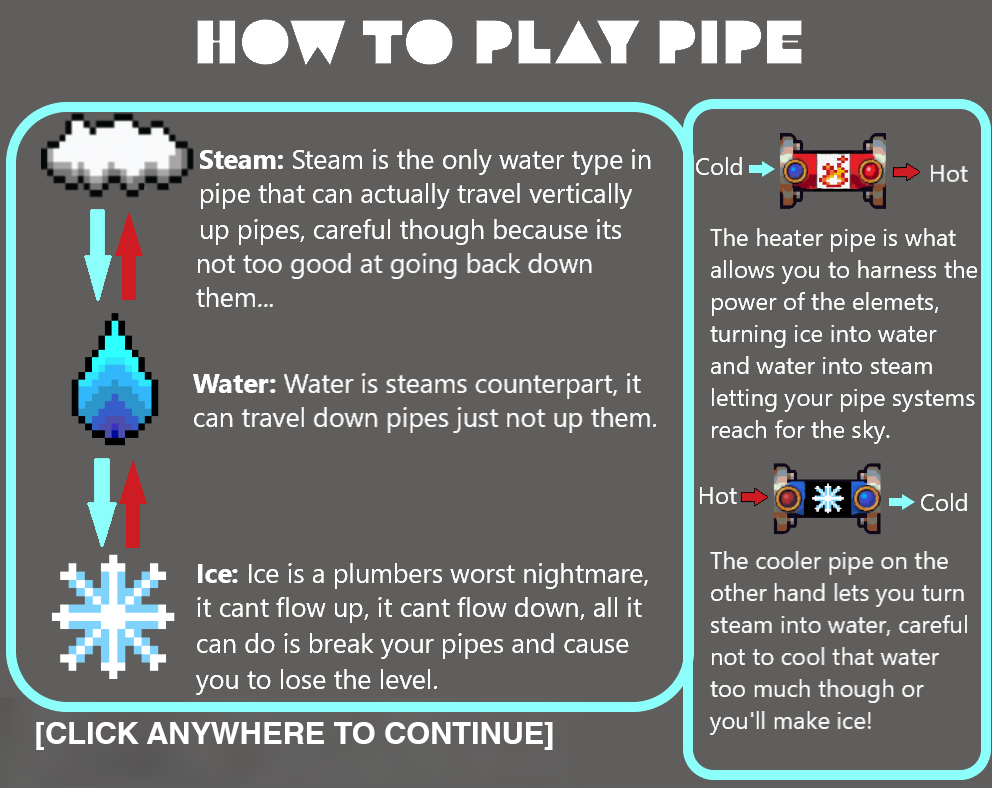 HOW TO PLAY PIPE
Steam: Steam is the only water type in
pipe that can actually travel vertically
up pipes, careful though because its
not too good at going back down
them...
Water: Water is steams counterpart, it
can travel down pipes just not up them.
Ice: Ice is a plumbers worst nightmare,
it cant flow up, it cant flow down, all it
can do is break your pipes and cause
you to lose the level.
[CLICK ANYWHERE TO CONTINUE]
Cold
Hot
The heater pipe is what
allows you to harness the
power of the elemets,
turning ice into water
and water into steam
letting your pipe systems
reach for the sky.
Hot
Cold
The cooler pipe on the
other hand lets you turn
steam into water, careful
not to cool that water
too much though or
you'll make ice!